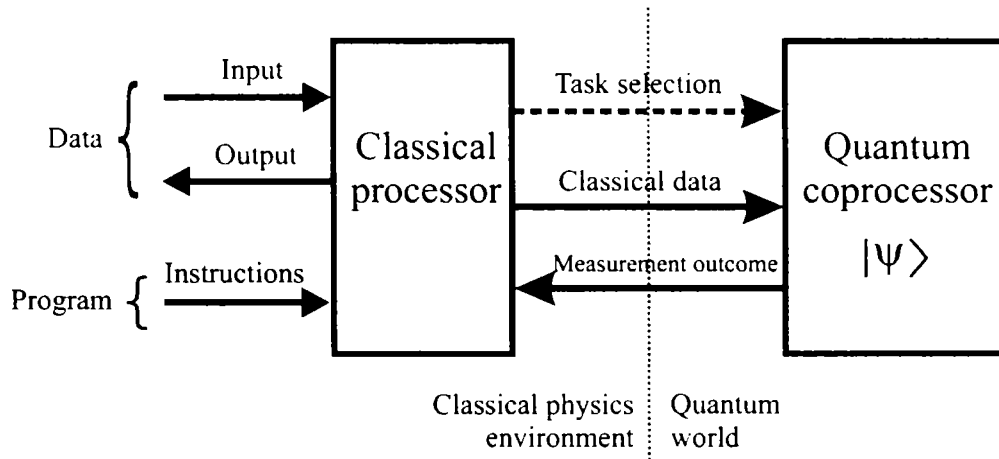 Input
Task selection
Data
Output
Classical
processor
Quantum
coprocessor
|ψ⟩
Classical data
Instructions
Measurement outcome
Program
Classical physics
environment
Quantum
world